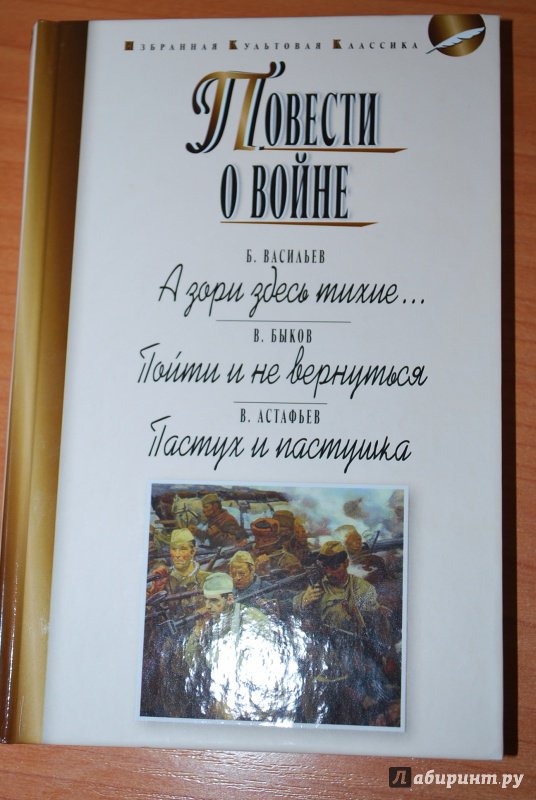 Избранная Культовая Классика
Повести
о войне
Б. Васильев
А зори здесь тихие...
В. Быков
Пойти и не вернуться
В. Астафьев
Пастух и пастушка
Лабиринт.ру